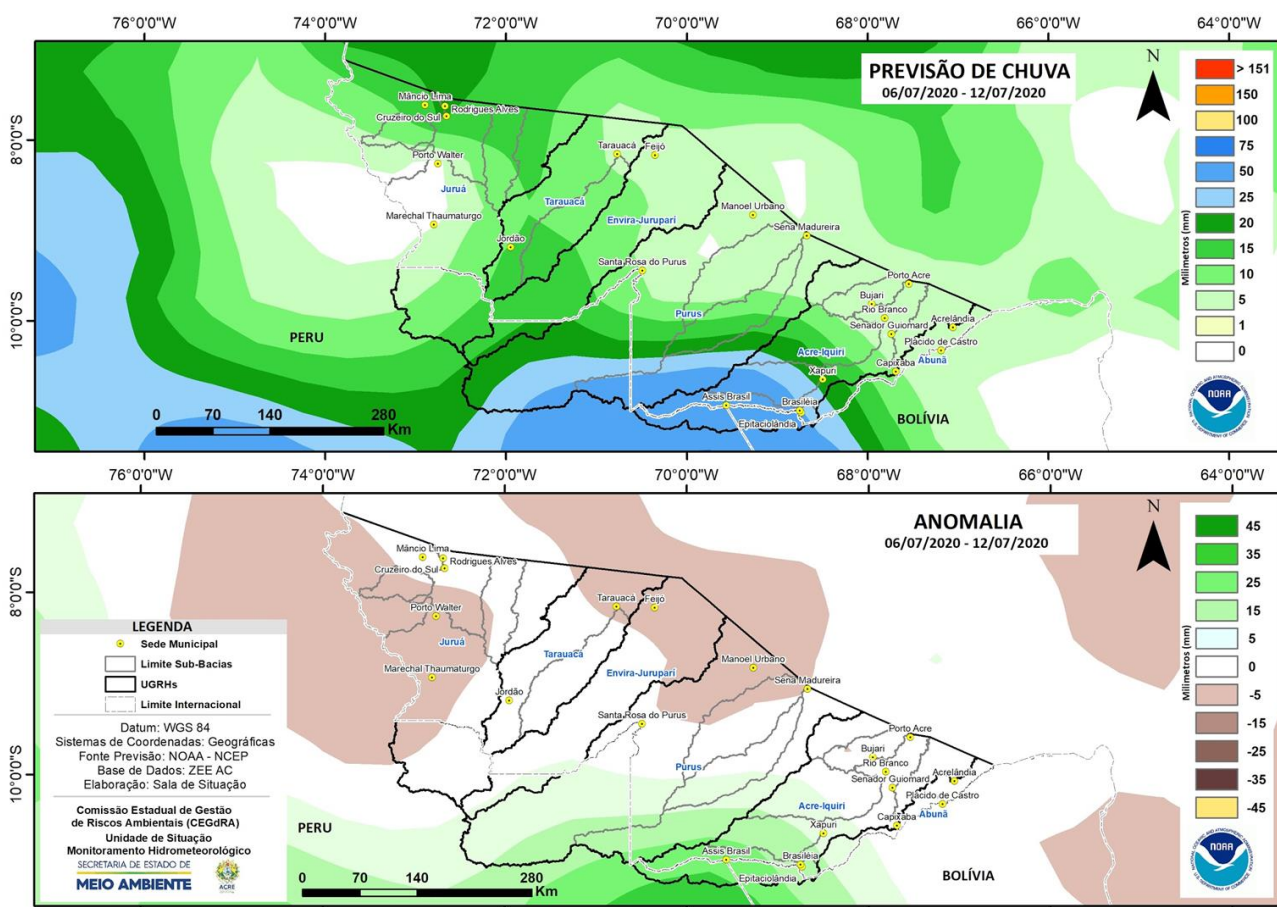 76°0'0"W 74°0'0"W 72°0'0"W 70°0'0"W 68°0'0"W 66°0'0"W 64°0'0"W
8°0'0"S
10°0'0"S
PREVISÃO DE CHUVA
06/07/2020 - 12/07/2020
N
Milímetros (mm)
> 151
150
100
75
50
25
20
15
10
5
1
0
NOAA
Mâncio Lima
Rodrigues Alves
Cruzeiro do Sul
Porto Walter
Juruá
Marechal Thaumaturgo
Tarauacá
Feijó
Tarauacá
Envira-Jurupari
Jordão
Manoel Urbano
Sena Madureira
Santa Rosa do Purus
Purus
Porto Acre
Bujari
Rio Branco
Acrelândia
Senador Guiomard
Plácido de Castro
Acre-Iquiri
Abunã
Capixaba
Xapuri
Assis Brasil
Brasiléia
Epitaciolândia
PERU
BOLÍVIA
0 70 140 280
Km
76°0'0"W 74°0'0"W 72°0'0"W 70°0'0"W 68°0'0"W 66°0'0"W 64°0'0"W
8°0'0"S
10°0'0"S
ANOMALIA
06/07/2020 - 12/07/2020
N
Milímetros (mm)
45
35
25
15
5
0
-5
-15
-25
-35
-45
NOAA
Mâncio Lima
Rodrigues Alves
Cruzeiro do Sul
Porto Walter
Juruá
Marechal Thaumaturgo
Tarauacá
Feijó
Tarauacá
Envira-Jurupari
Jordão
Manoel Urbano
Sena Madureira
Santa Rosa do Purus
Purus
Porto Acre
Bujari
Rio Branco
Acrelândia
Senador Guiomard
Plácido de Castro
Acre-Iquiri
Abunã
Capixaba
Xapuri
Assis Brasil
Brasiléia
Epitaciolândia
PERU
BOLÍVIA
0 70 140 280
Km
LEGENDA
Sede Municipal
Limite Sub-Bacias
UGRHs
Limite Internacional
Datum: WGS 84
Sistemas de Coordenadas: Geográficas
Fonte Previsão: NOAA - NCEP
Base de Dados: ZEE AC
Elaboração: Sala de Situação
Comissão Estadual de Gestão
de Riscos Ambientais (CEGdRA)
Unidade de Situação
Monitoramento Hidrometeorológico
SECRETARIA DE ESTADO DE
MEIO AMBIENTE
ACRE